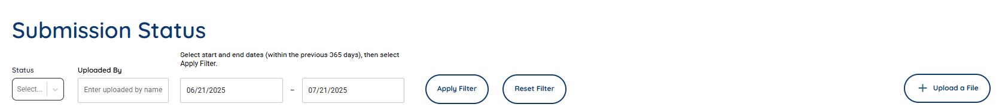 Submission Status
Select start and end dates (within the previous 365 days), then select
Apply Filter.
Status
Uploaded By
Select...
Enter uploaded by name
06/21/2025
–
07/21/2025
Apply Filter
Reset Filter
+ Upload a File